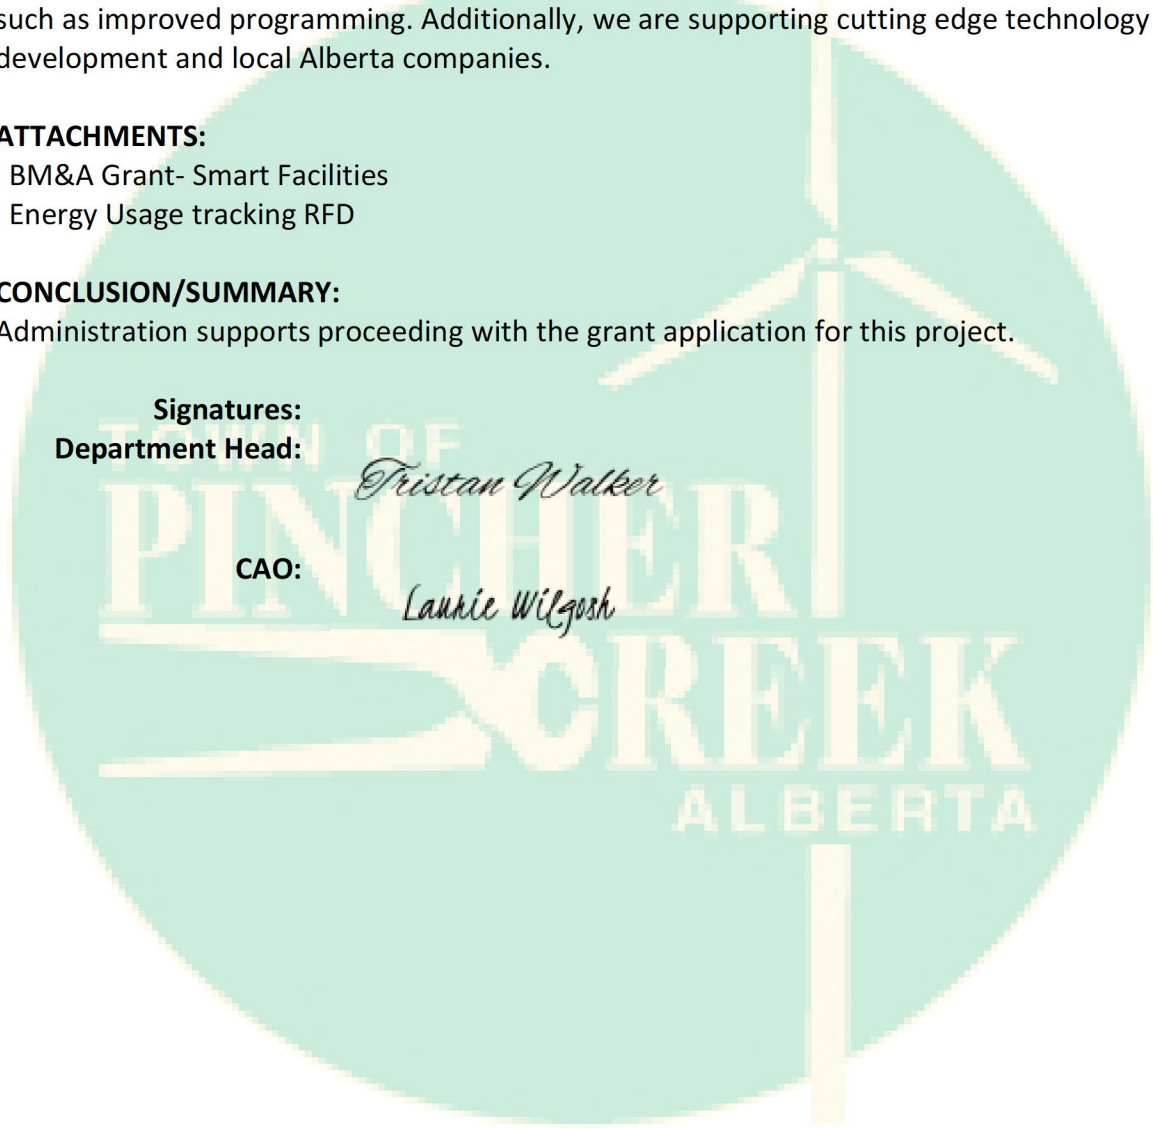 such as improved programming. Additionally, we are supporting cutting edge technology
development and local Alberta companies.
ATTACHMENTS:
BM&A Grant- Smart Facilities
Energy Usage tracking RFD
CONCLUSION/SUMMARY:
Administration supports proceeding with the grant application for this project.
Signatures:
Department Head:
Tristan Walker
CAO:
Laurie Wilgosh
TOWN OF
PINCHER
CREEK
ALBERTA